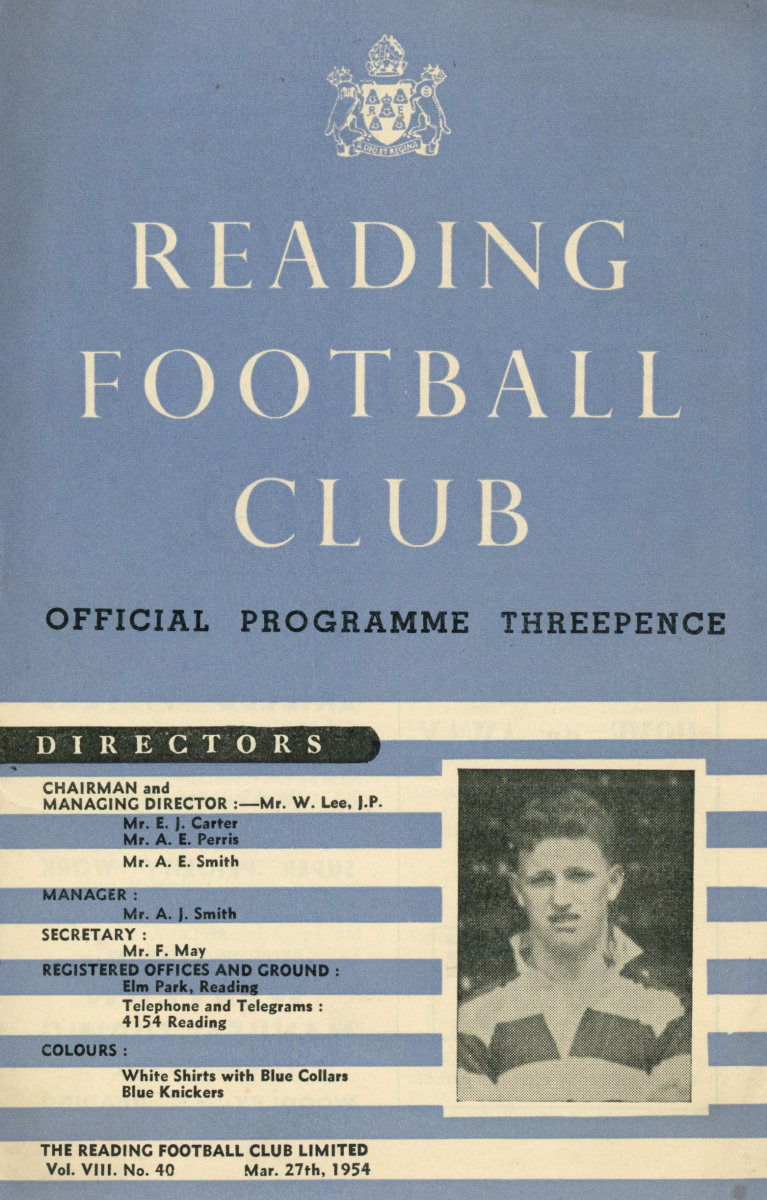 R E
A DIO ET REGINA
READING
FOOTBALL
CLUB
OFFICIAL PROGRAMME THREEPENCE
DIRECTORS
CHAIRMAN and
MANAGING DIRECTOR :—Mr. W. Lee, J.P.
Mr. E. J. Carter
Mr. A. E. Perris
Mr. A. E. Smith
MANAGER :
Mr. A. J. Smith
SECRETARY :
Mr. F. May
REGISTERED OFFICES AND GROUND :
Elm Park, Reading
Telephone and Telegrams :
4154 Reading
COLOURS :
White Shirts with Blue Collars
Blue Knickers
THE READING FOOTBALL CLUB LIMITED
Vol. VIII. No. 40 Mar. 27th, 1954